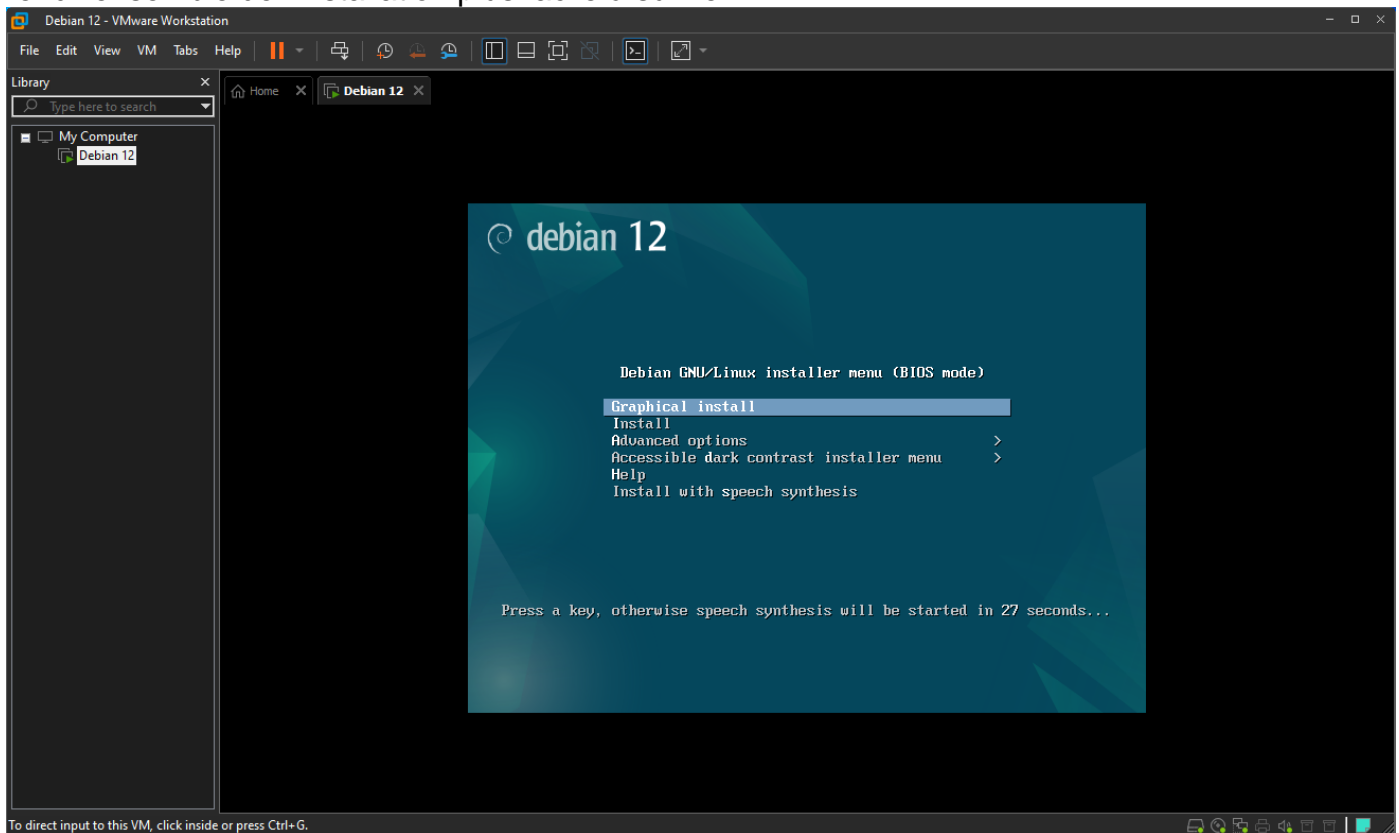 Debian 12 - VMware Workstation
File Edit View VM Tabs Help
Library
Type here to search
My Computer
Debian 12
Home
Debian 12
debian 12
Debian GNU/Linux installer menu (BIOS mode)
Graphical install
Install
Advanced options >
Accessible dark contrast installer menu >
Help
Install with speech synthesis
Press a key, otherwise speech synthesis will be started in 27 seconds...
To direct input to this VM, click inside or press Ctrl+G.